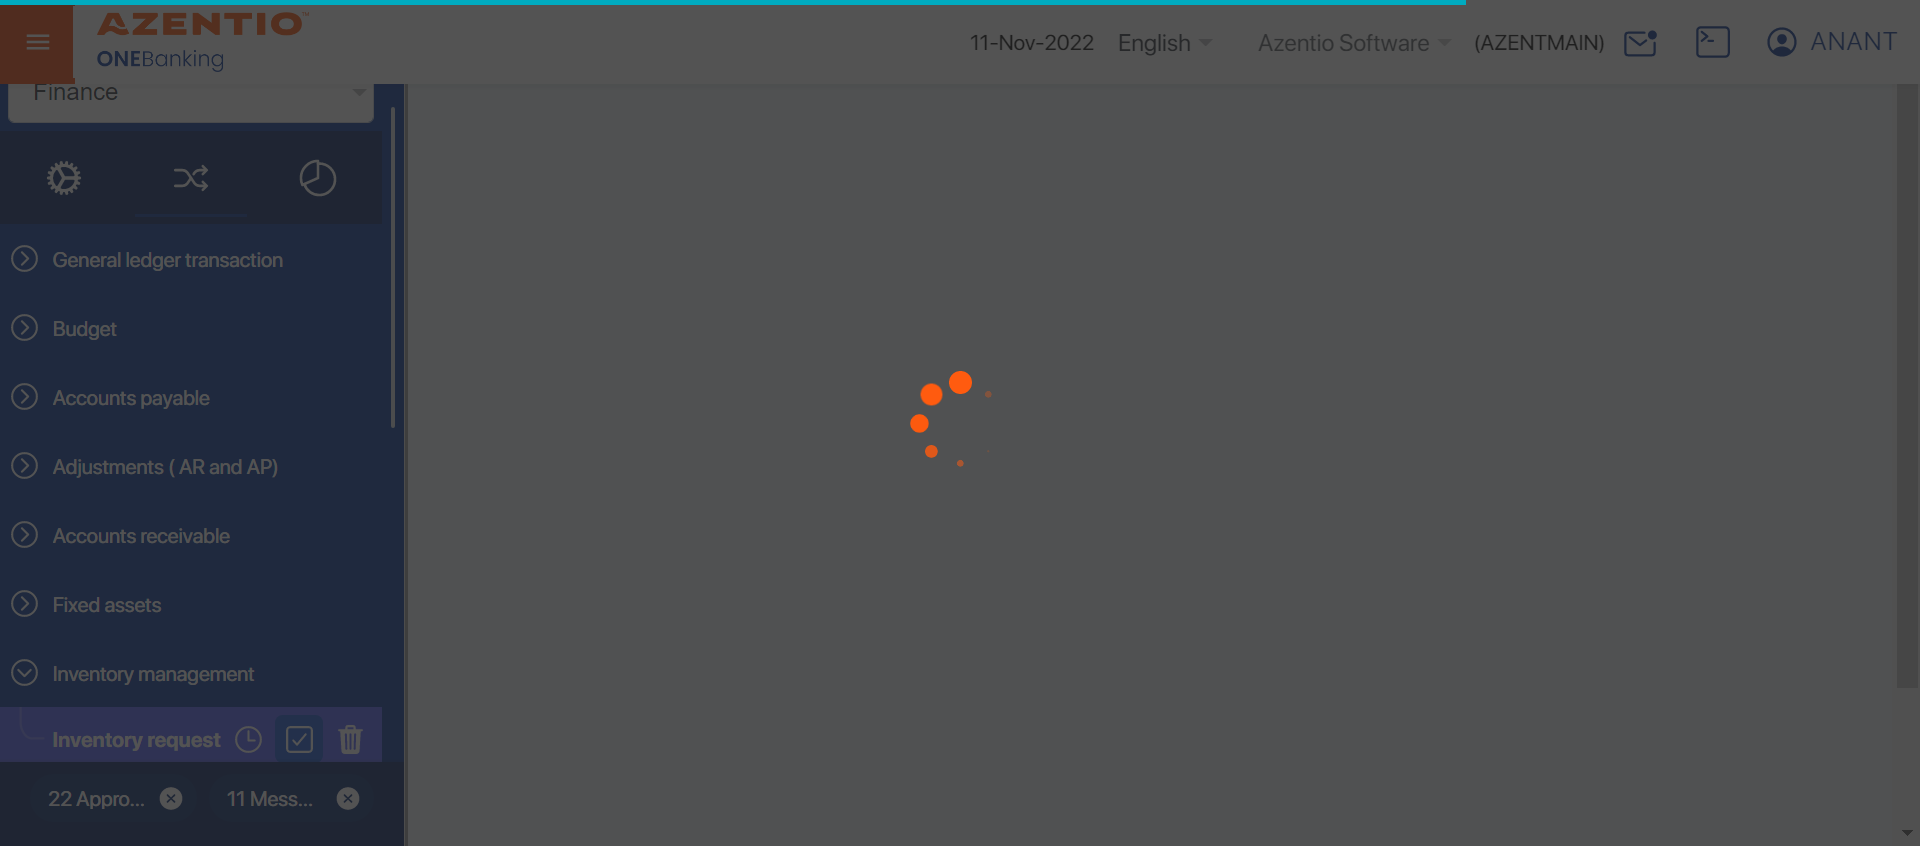 AZENTIO™
ONEBanking
11-Nov-2022
English
Azentio Software
(AZENTMAIN)
ANANT
Finance
General ledger transaction
Budget
Accounts payable
Adjustments ( AR and AP)
Accounts receivable
Fixed assets
Inventory management
Inventory request
22 Appro...
11 Mess...